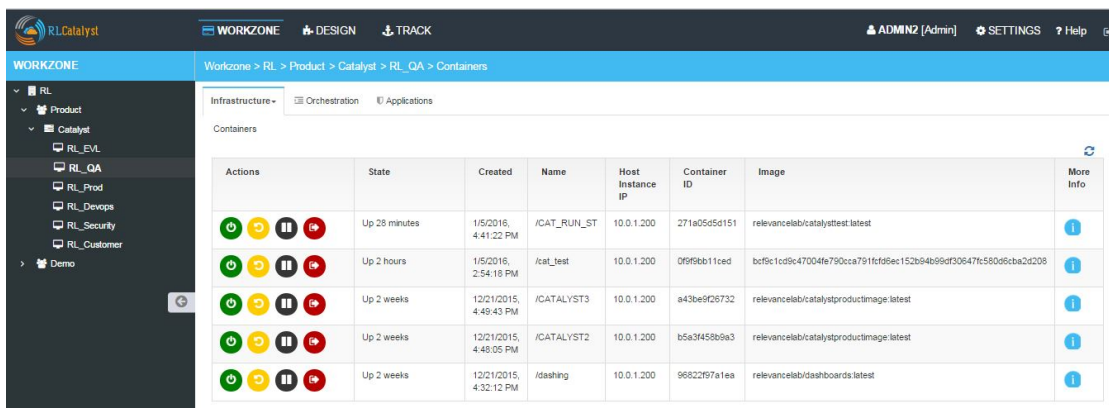 RLCatalyst
WORKZONE
DESIGN
TRACK
ADMIN2 [Admin]
SETTINGS
? Help
WORKZONE
Workzone > RL > Product > Catalyst > RL_QA > Containers
RL
Product
Catalyst
RL_EVL
RL_QA
RL_Prod
RL_Devops
RL_Security
RL_Customer
Demo
Infrastructure
Orchestration
Applications
Containers
Actions State Created Name Host Instance IP Container ID Image More Info
Up 28 minutes 1/5/2016, 4:41:22 PM /CAT_RUN_ST 10.0.1.200 271a05d5d151 relevancelab/catalysttest:latest
Up 2 hours 1/5/2016, 2:54:18 PM /cat_test 10.0.1.200 0f9f9bb11ced bcf9c1cd9c47004fe790cca791fcfd6ec152b94b99df30647fc580d6cba2d208
Up 2 weeks 12/21/2015, 4:49:43 PM /CATALYST3 10.0.1.200 a43be9f26732 relevancelab/catalystproductimage:latest
Up 2 weeks 12/21/2015, 4:48:05 PM /CATALYST2 10.0.1.200 b5a3f458b9a3 relevancelab/catalystproductimage:latest
Up 2 weeks 12/21/2015, 4:32:12 PM /dashing 10.0.1.200 96822f97a1ea relevancelab/dashboards:latest